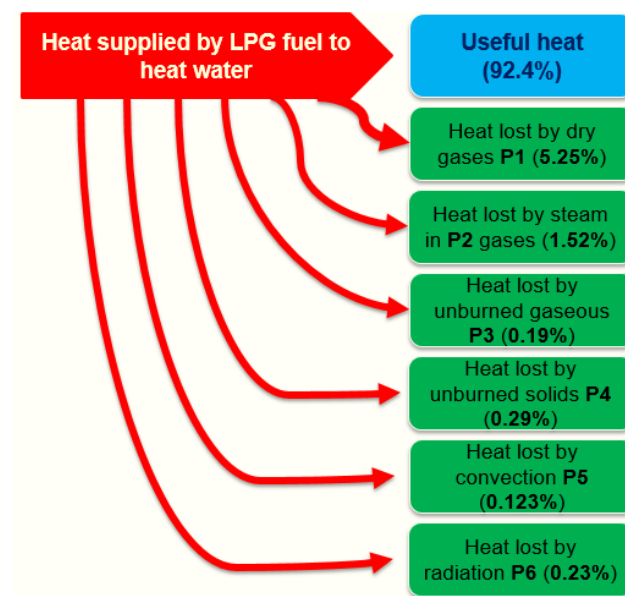 Heat supplied by LPG fuel to
heat water
Useful heat
(92.4%)
Heat lost by dry
gases P1 (5.25%)
Heat lost by steam
in P2 gases (1.52%)
Heat lost by
unburned gaseous
P3 (0.19%)
Heat lost by
unburned solids P4
(0.29%)
Heat lost by
convection P5
(0.123%)
Heat lost by
radiation P6 (0.23%)